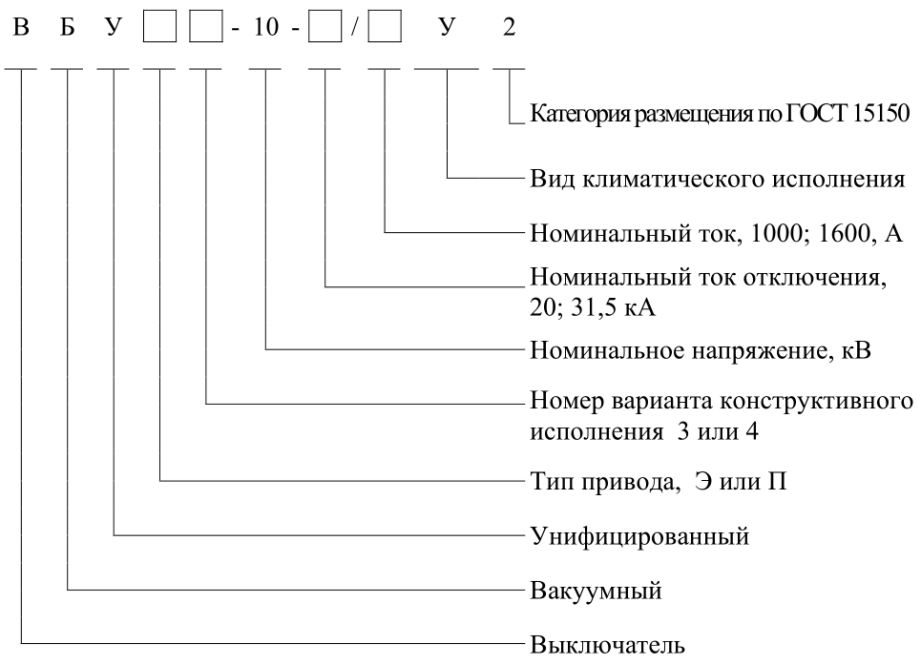 В Б У □ □ - 10 - □ / □ У 2
Категория размещения по ГОСТ 15150
Вид климатического исполнения
Номинальный ток, 1000; 1600, А
Номинальный ток отключения,
20; 31,5 кА
Номинальное напряжение, кВ
Номер варианта конструктивного
исполнения 3 или 4
Тип привода, Э или П
Унифицированный
Вакуумный
Выключатель